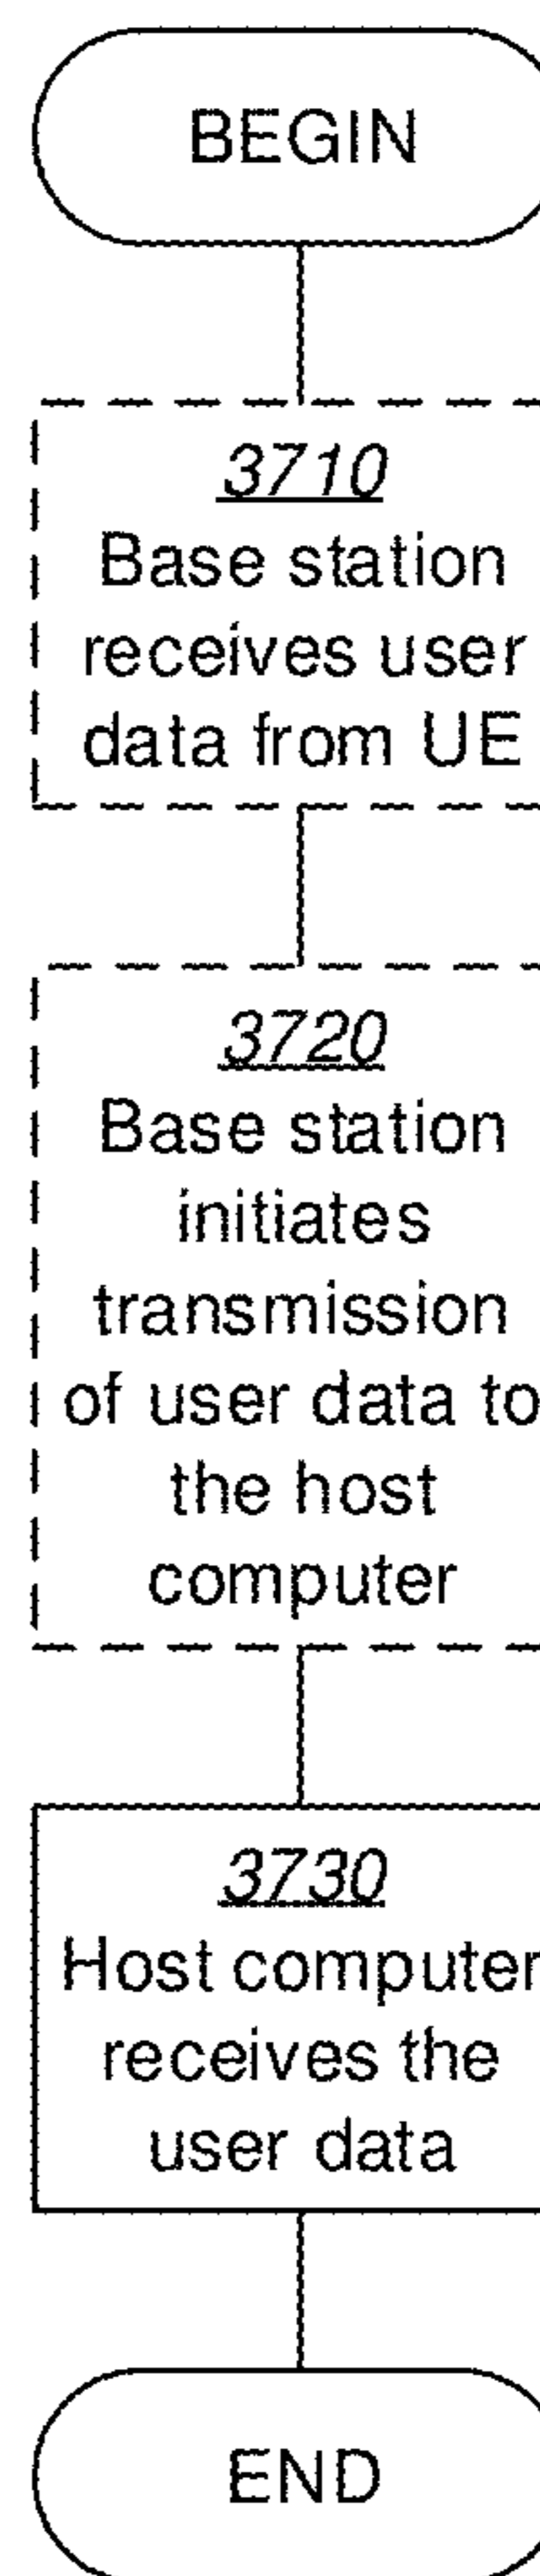 BEGIN
3710
Base station
receives user
data from UE
3720
Base station
initiates
transmission
of user data to
the host
computer
3730
Host computer
receives the
user data
END